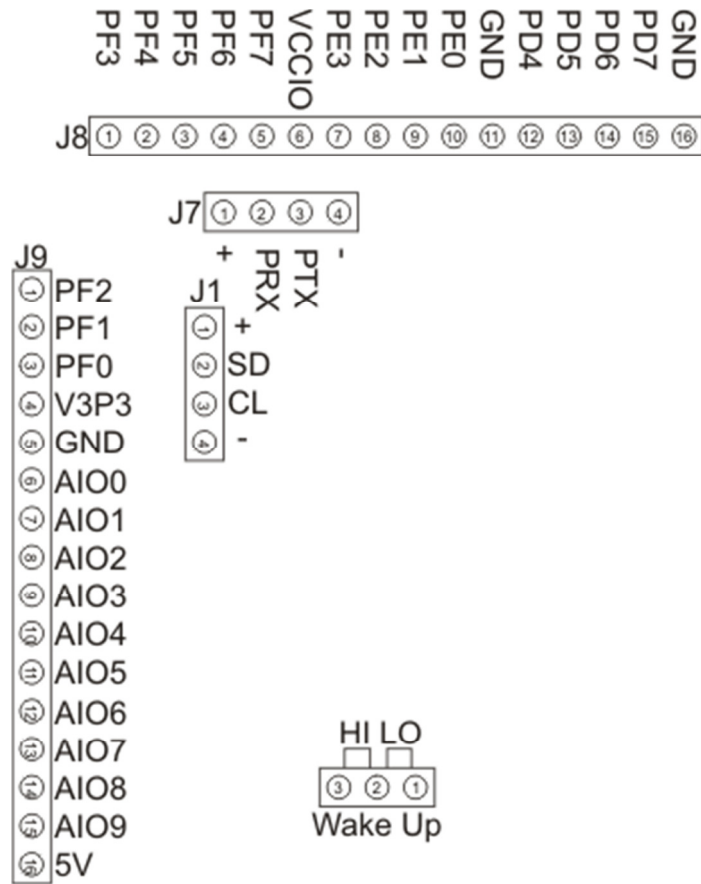 PF3 PF4 PF5 PF6 PF7 VCCIO PE3 PE2 PE1 PE0 GND PD4 PD5 PD6 PD7 GND
J8 1 2 3 4 5 6 7 8 9 10 11 12 13 14 15 16
J7 1 2 3 4
+ PRX PTX -
J9
1 PF2
2 PF1
3 PF0
4 V3P3
5 GND
6 AIO0
7 AIO1
8 AIO2
9 AIO3
10 AIO4
11 AIO5
12 AIO6
13 AIO7
14 AIO8
15 AIO9
16 5V
J1
1 +
2 SD
3 CL
4 -
HI LO
3 2 1
Wake Up